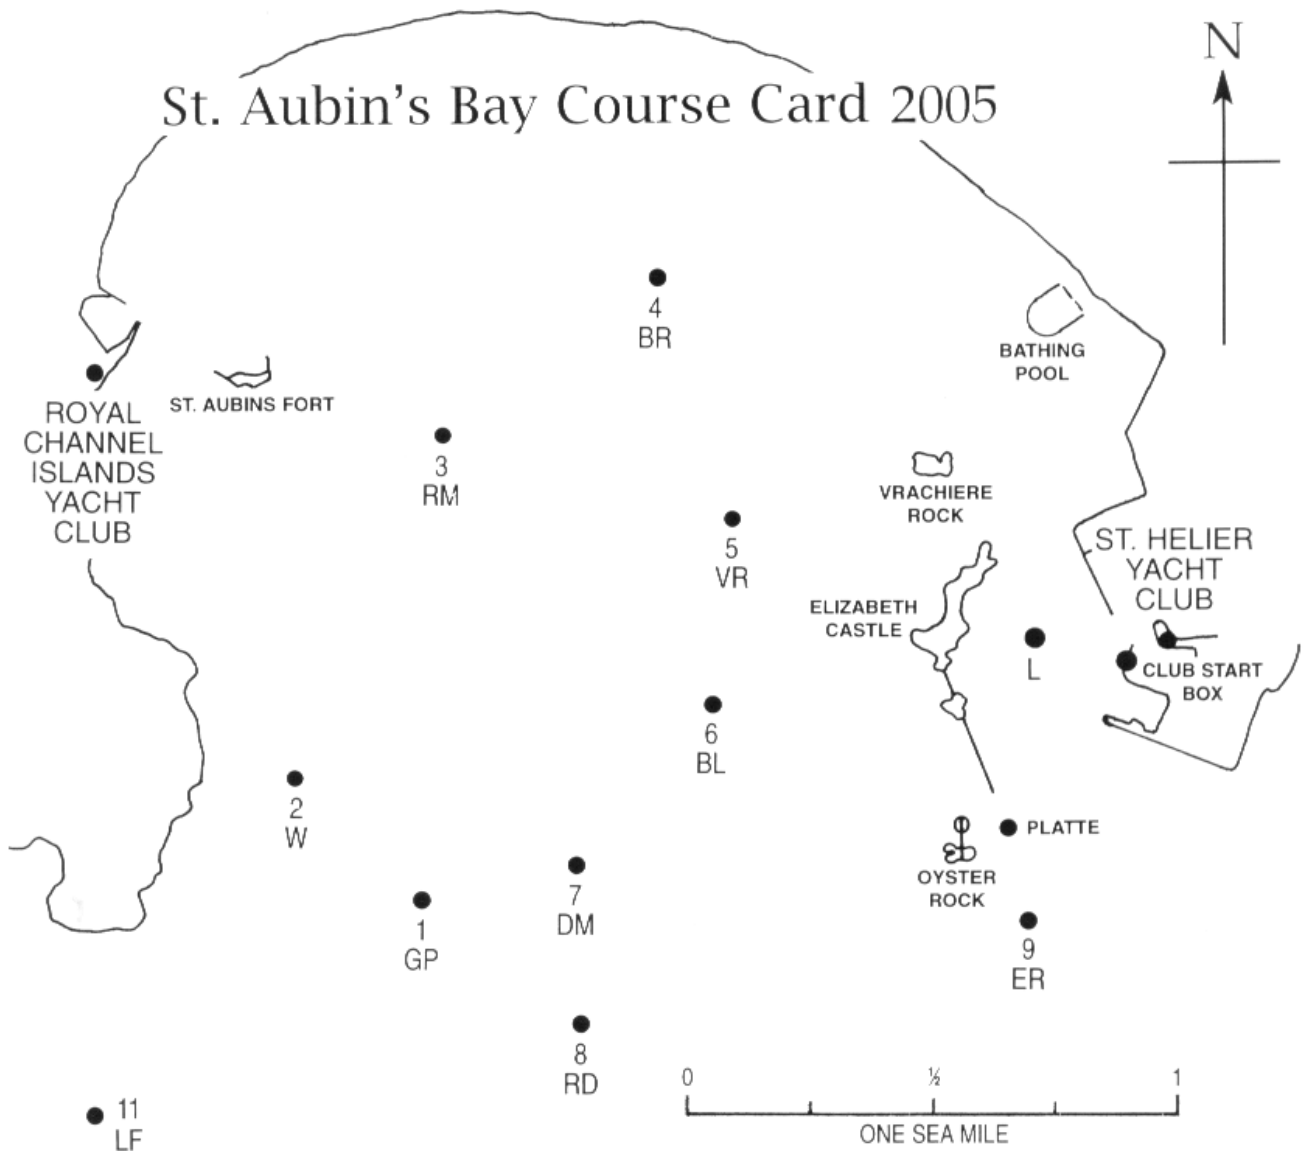 N
St. Aubin's Bay Course Card 2005
4
BR
BATHING
POOL
ST. AUBINS FORT
ROYAL
CHANNEL
ISLANDS
YACHT
CLUB
3
RM
VRACHIERE
ROCK
5
VR
ST. HELIER
YACHT
CLUB
ELIZABETH
CASTLE
L
CLUB START
BOX
6
BL
2
W
PLATTE
OYSTER
ROCK
7
DM
1
GP
9
ER
8
RD
0
½
1
ONE SEA MILE
11
LF